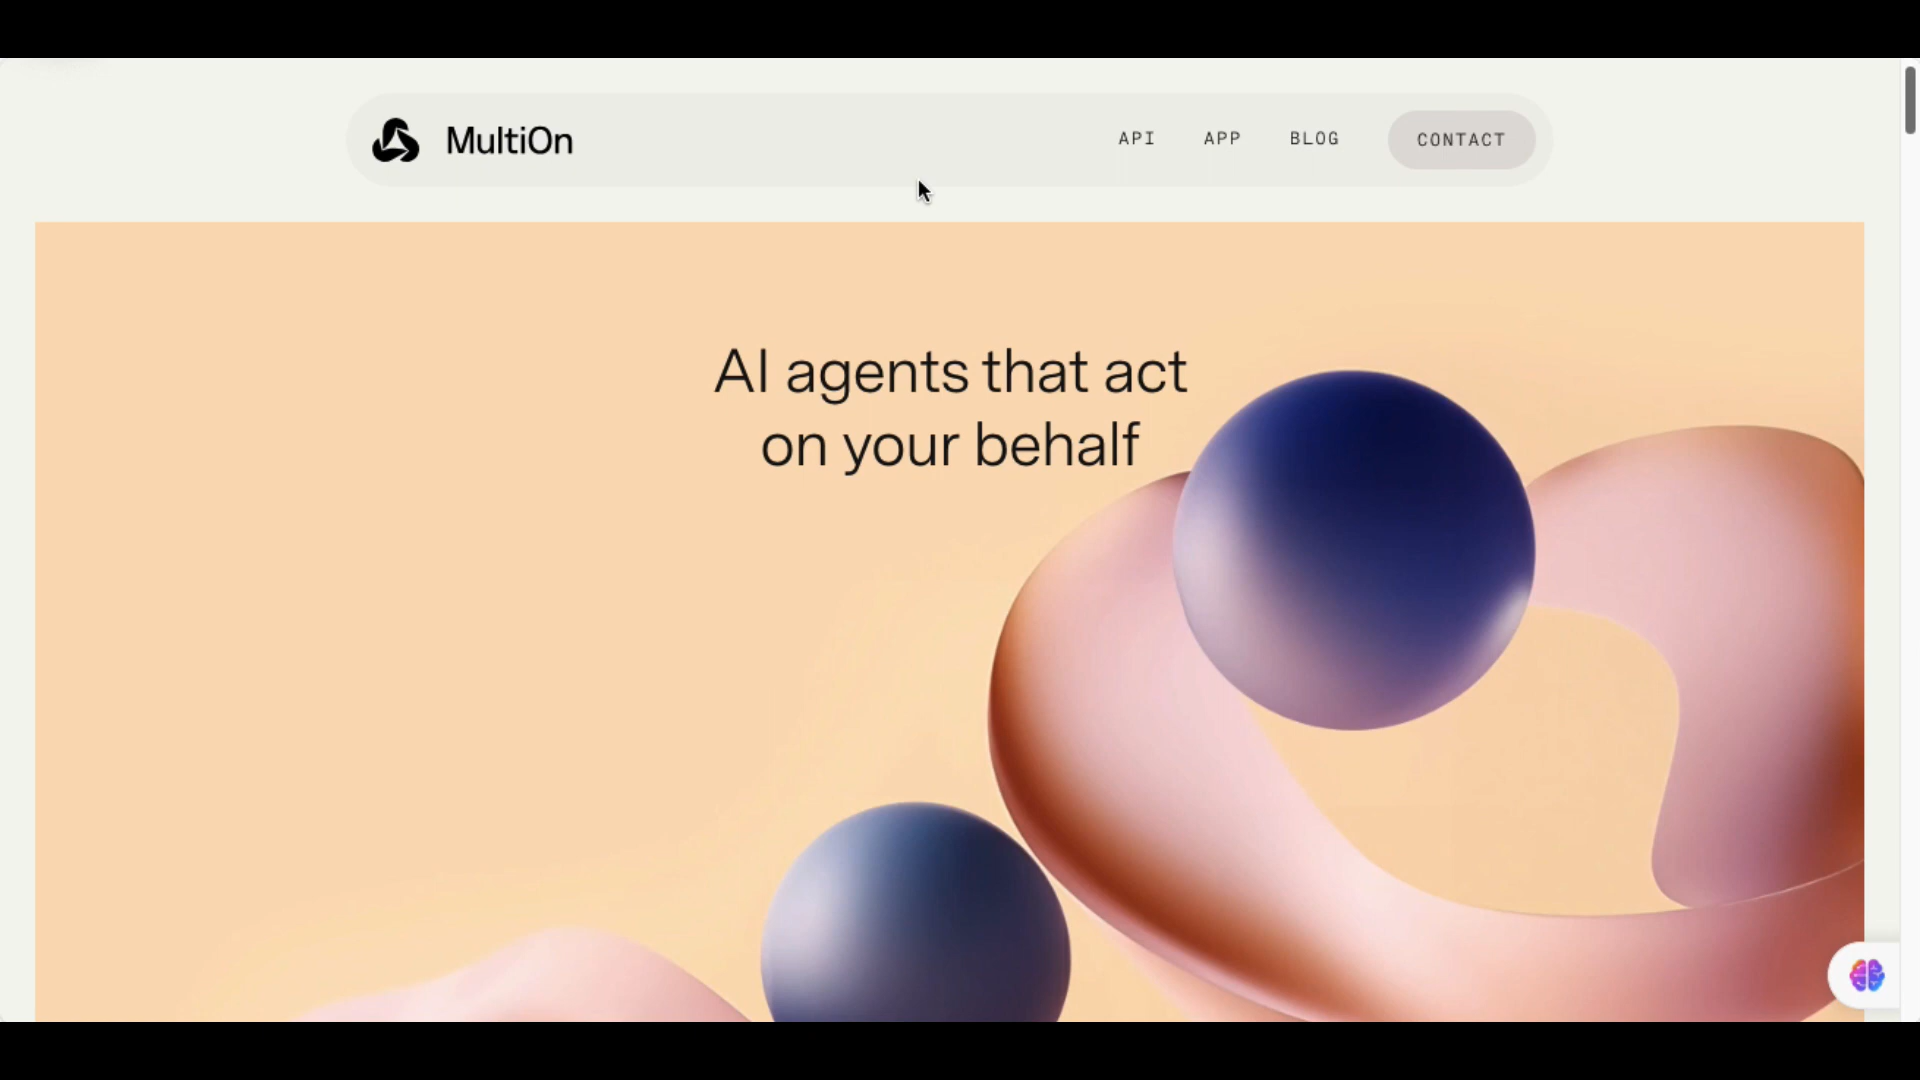 MultiOn
API
APP
BLOG
CONTACT
AI agents that act
on your behalf